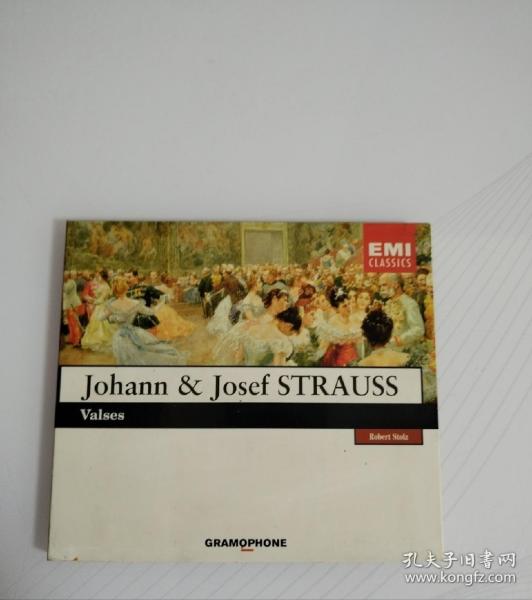 EMI
CLASSICS
Johann & Josef STRAUSS
Valses
Robert Stolz
GRAMOPHONE
孔夫子旧书网
www.kongfz.com